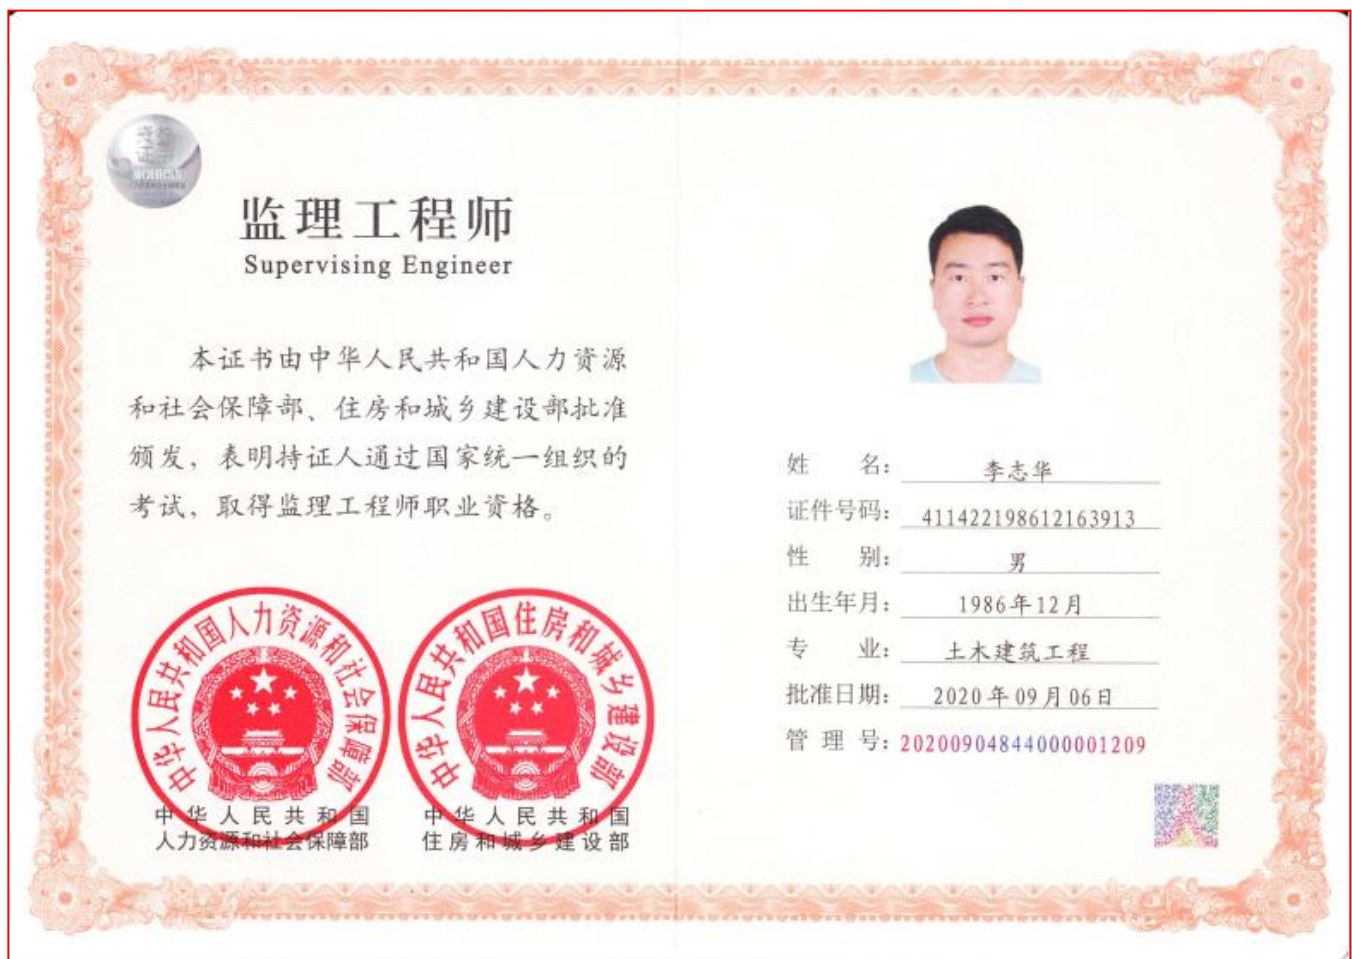 监理工程师
Supervising Engineer
本证书由中华人民共和国人力资源
和社会保障部、住房和城乡建设部批准
颁发，表明持证人通过国家统一组织的
考试，取得监理工程师职业资格。
中华人民共和国人力资源和社会保障部
中华人民共和国
人力资源和社会保障部
中华人民共和国住房和城乡建设部
中华人民共和国
住房和城乡建设部
姓 名：李志华
证件号码：411422198612163913
性 别：男
出生年月：1986年12月
专 业：土木建筑工程
批准日期：2020年09月06日
管 理 号：20200904844000001209